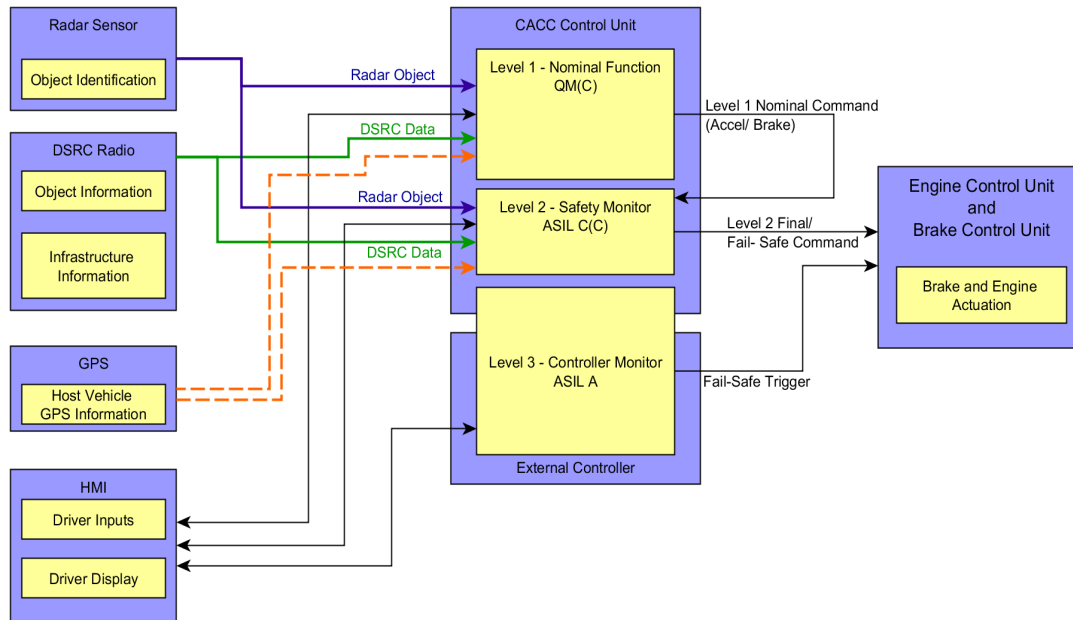 Radar Sensor
Object Identification
DSRC Radio
Object Information
Infrastructure
Information
GPS
Host Vehicle
GPS Information
HMI
Driver Inputs
Driver Display
Radar Object
DSRC Data
Radar Object
DSRC Data
CACC Control Unit
Level 1 - Nominal Function
QM(C)
Level 2 - Safety Monitor
ASIL C(C)
Level 3 - Controller Monitor
ASIL A
External Controller
Level 1 Nominal Command
(Accel/ Brake)
Level 2 Final/
Fail- Safe Command
Fail-Safe Trigger
Engine Control Unit
and
Brake Control Unit
Brake and Engine
Actuation